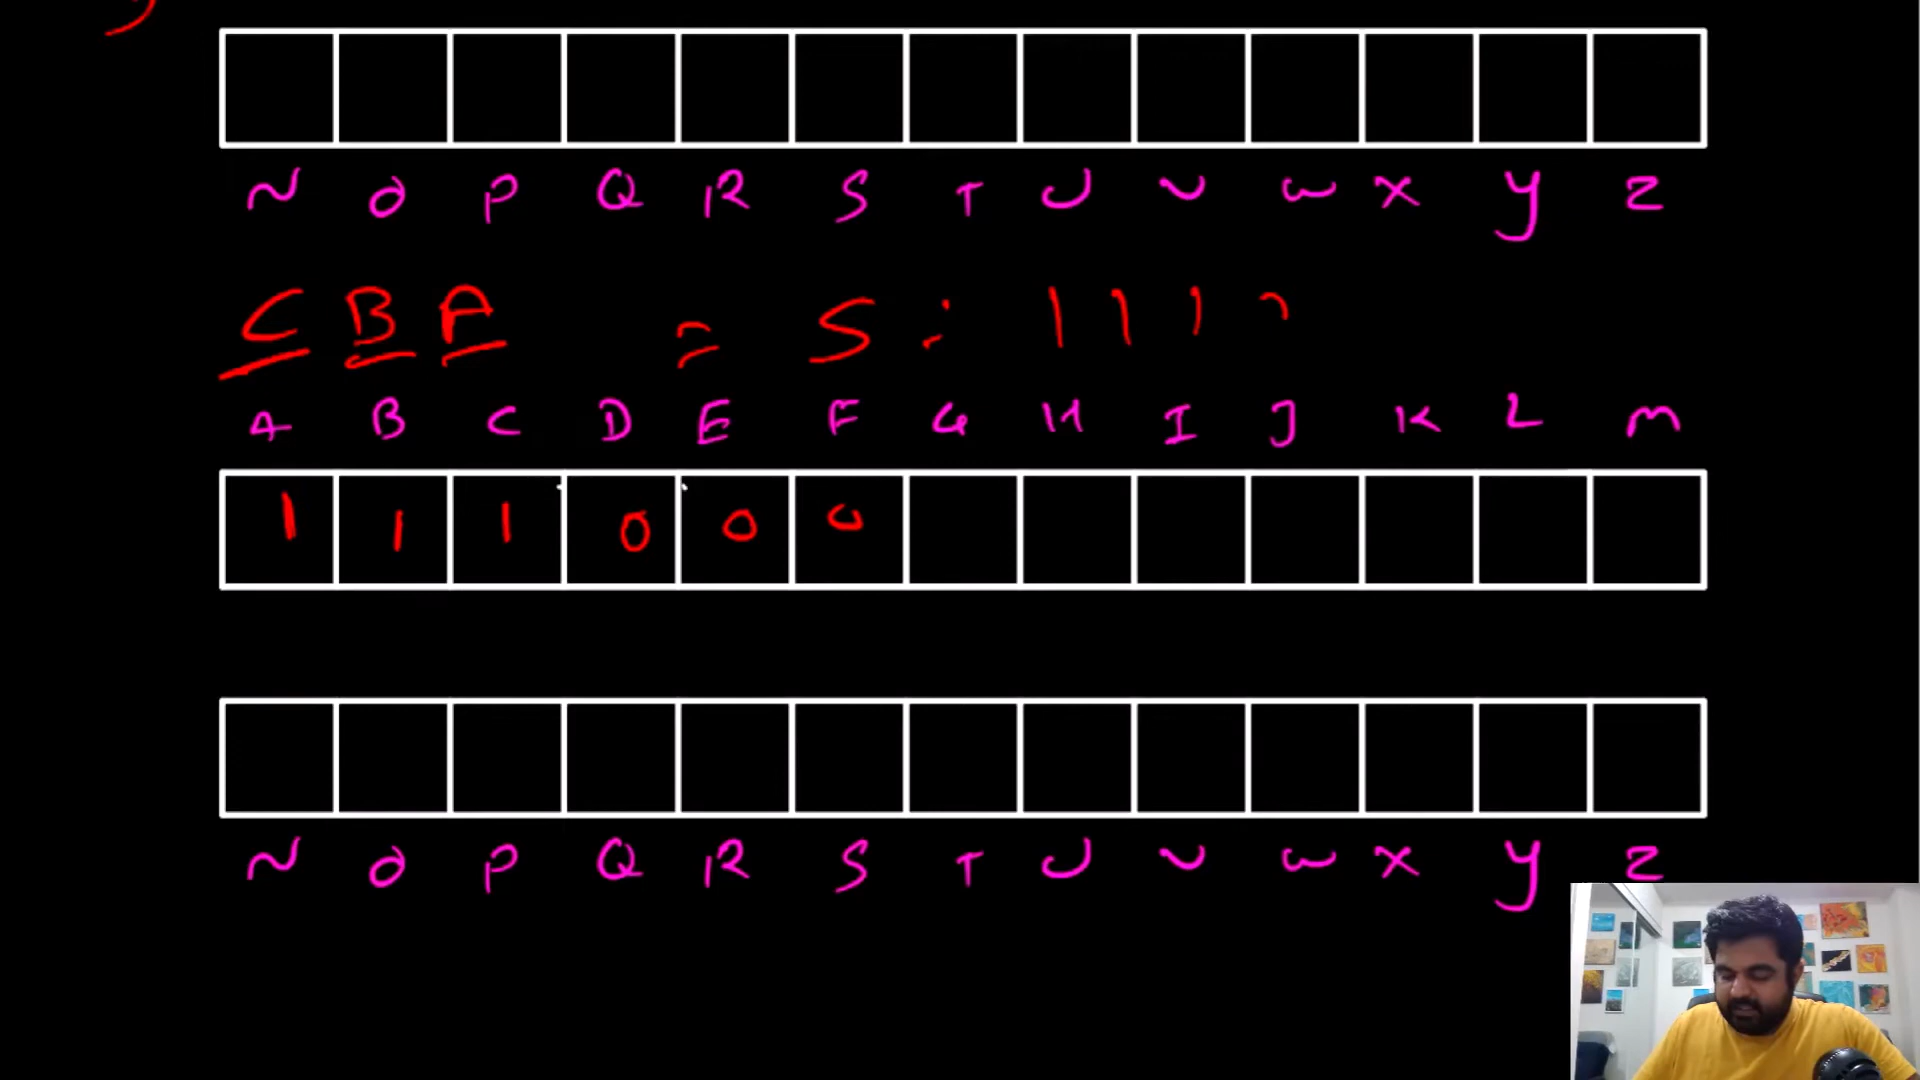 N O P Q R S T U V W X Y Z
C B A = S : 1 1 1
A B C D E F G H I J K L M
1 1 1 0 0 0
N O P Q R S T U V W X Y Z